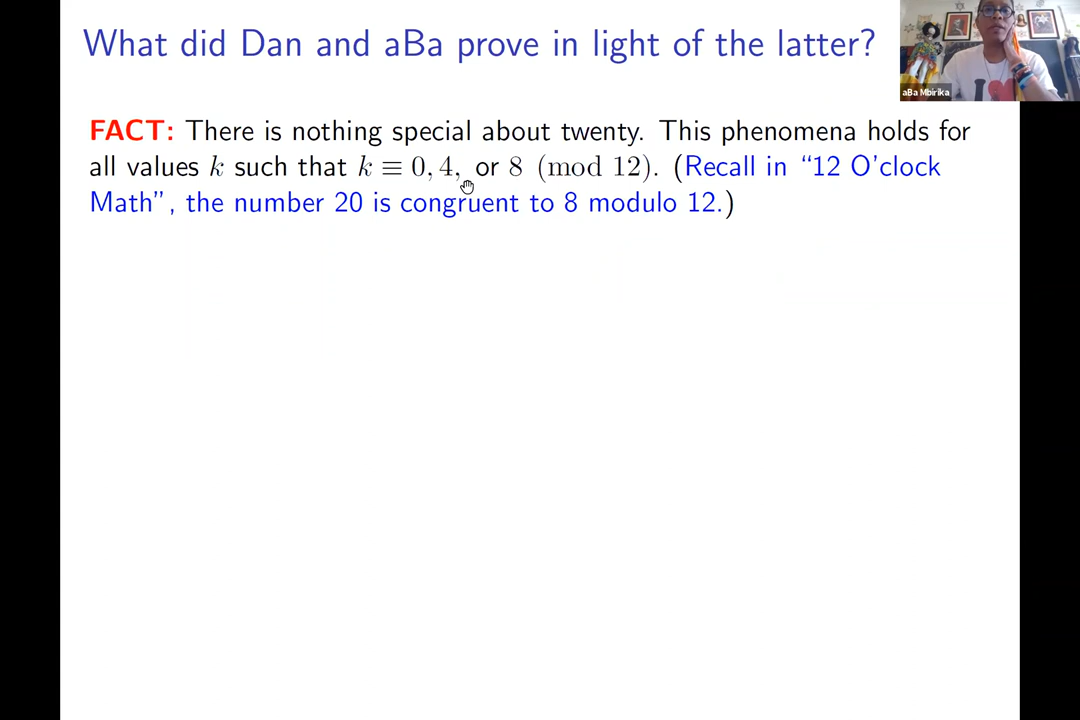 What did Dan and aBa prove in light of the latter?
aBa Mbirika
FACT: There is nothing special about twenty. This phenomena holds for
all values k such that k ≡ 0, 4, or 8 (mod 12). (Recall in “12 O’clock
Math”, the number 20 is congruent to 8 modulo 12.)